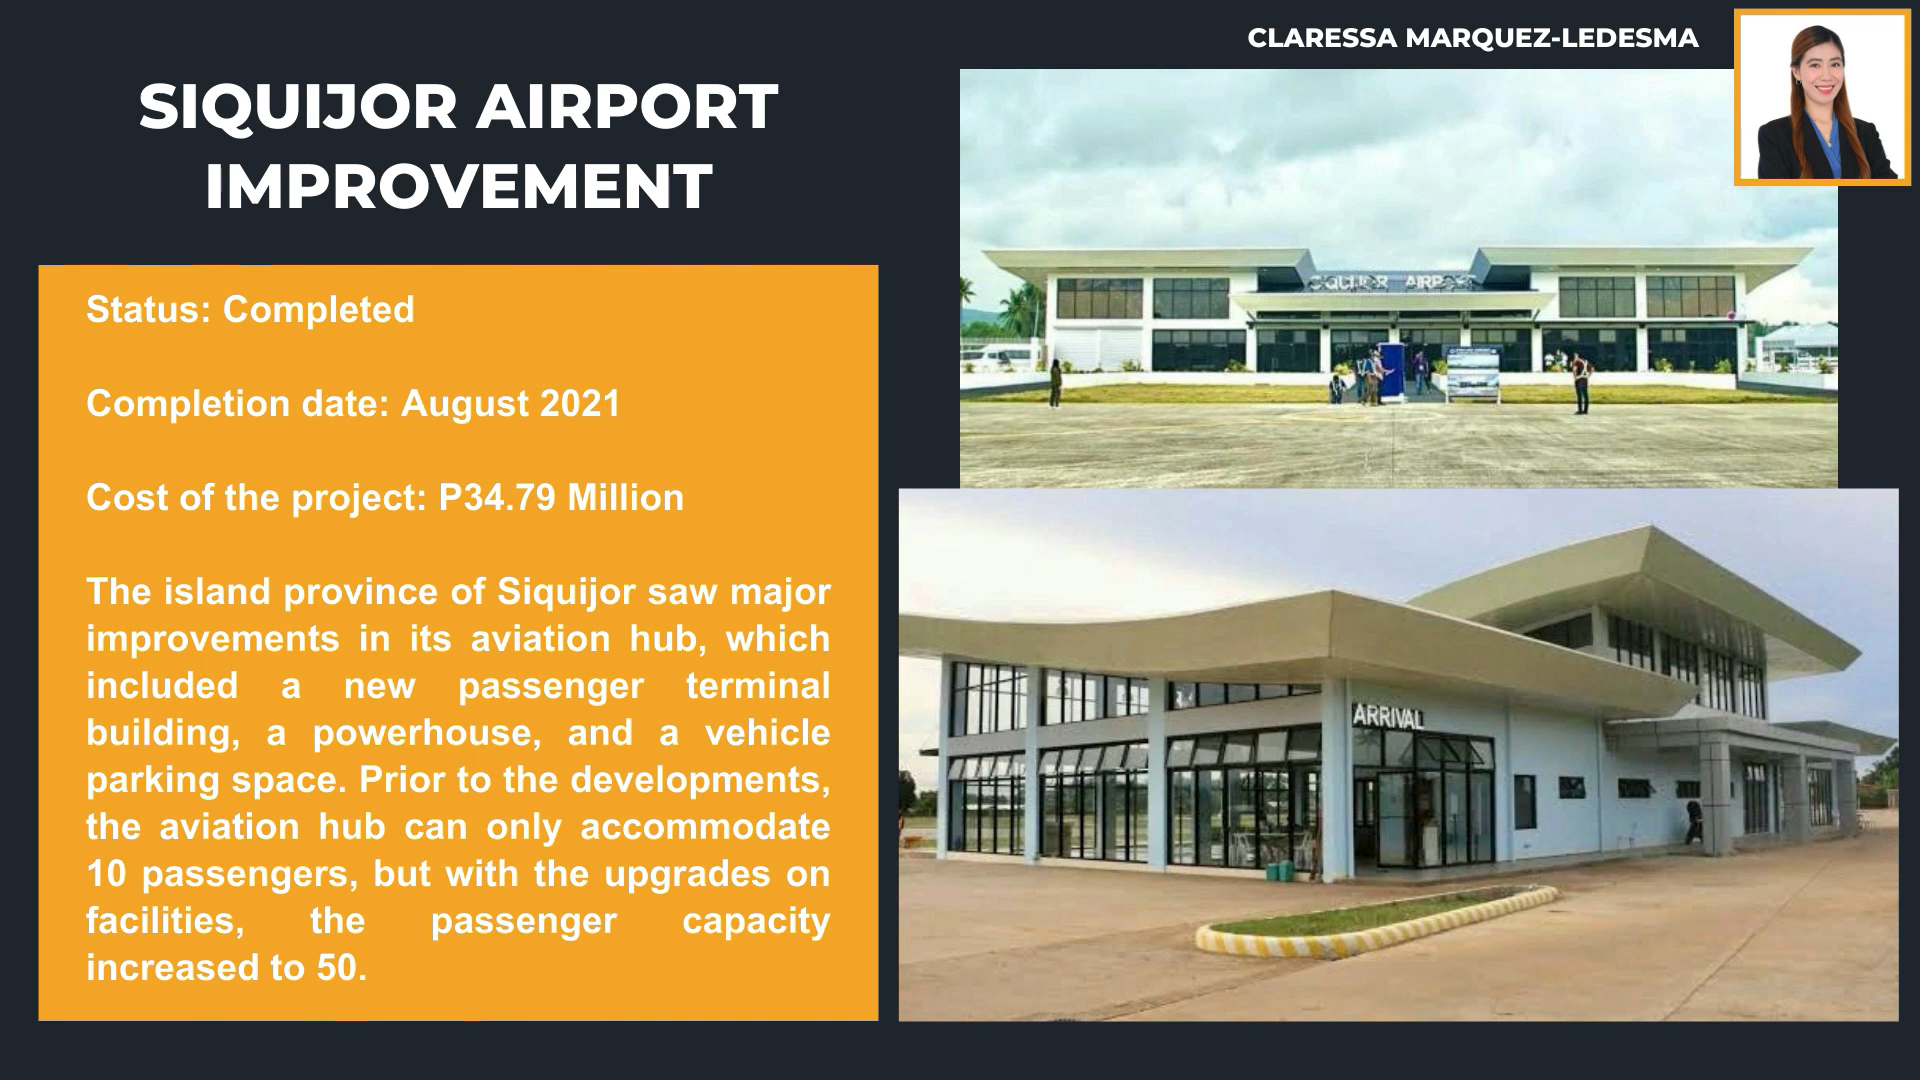 CLARESSA MARQUEZ-LEDESMA
SIQUIJOR AIRPORT
IMPROVEMENT
Status: Completed
Completion date: August 2021
Cost of the project: P34.79 Million
The island province of Siquijor saw major
improvements in its aviation hub, which
included a new passenger terminal
building, a powerhouse, and a vehicle
parking space. Prior to the developments,
the aviation hub can only accommodate
10 passengers, but with the upgrades on
facilities, the passenger capacity
increased to 50.
SIQUIJOR AIRPORT
ARRIVAL